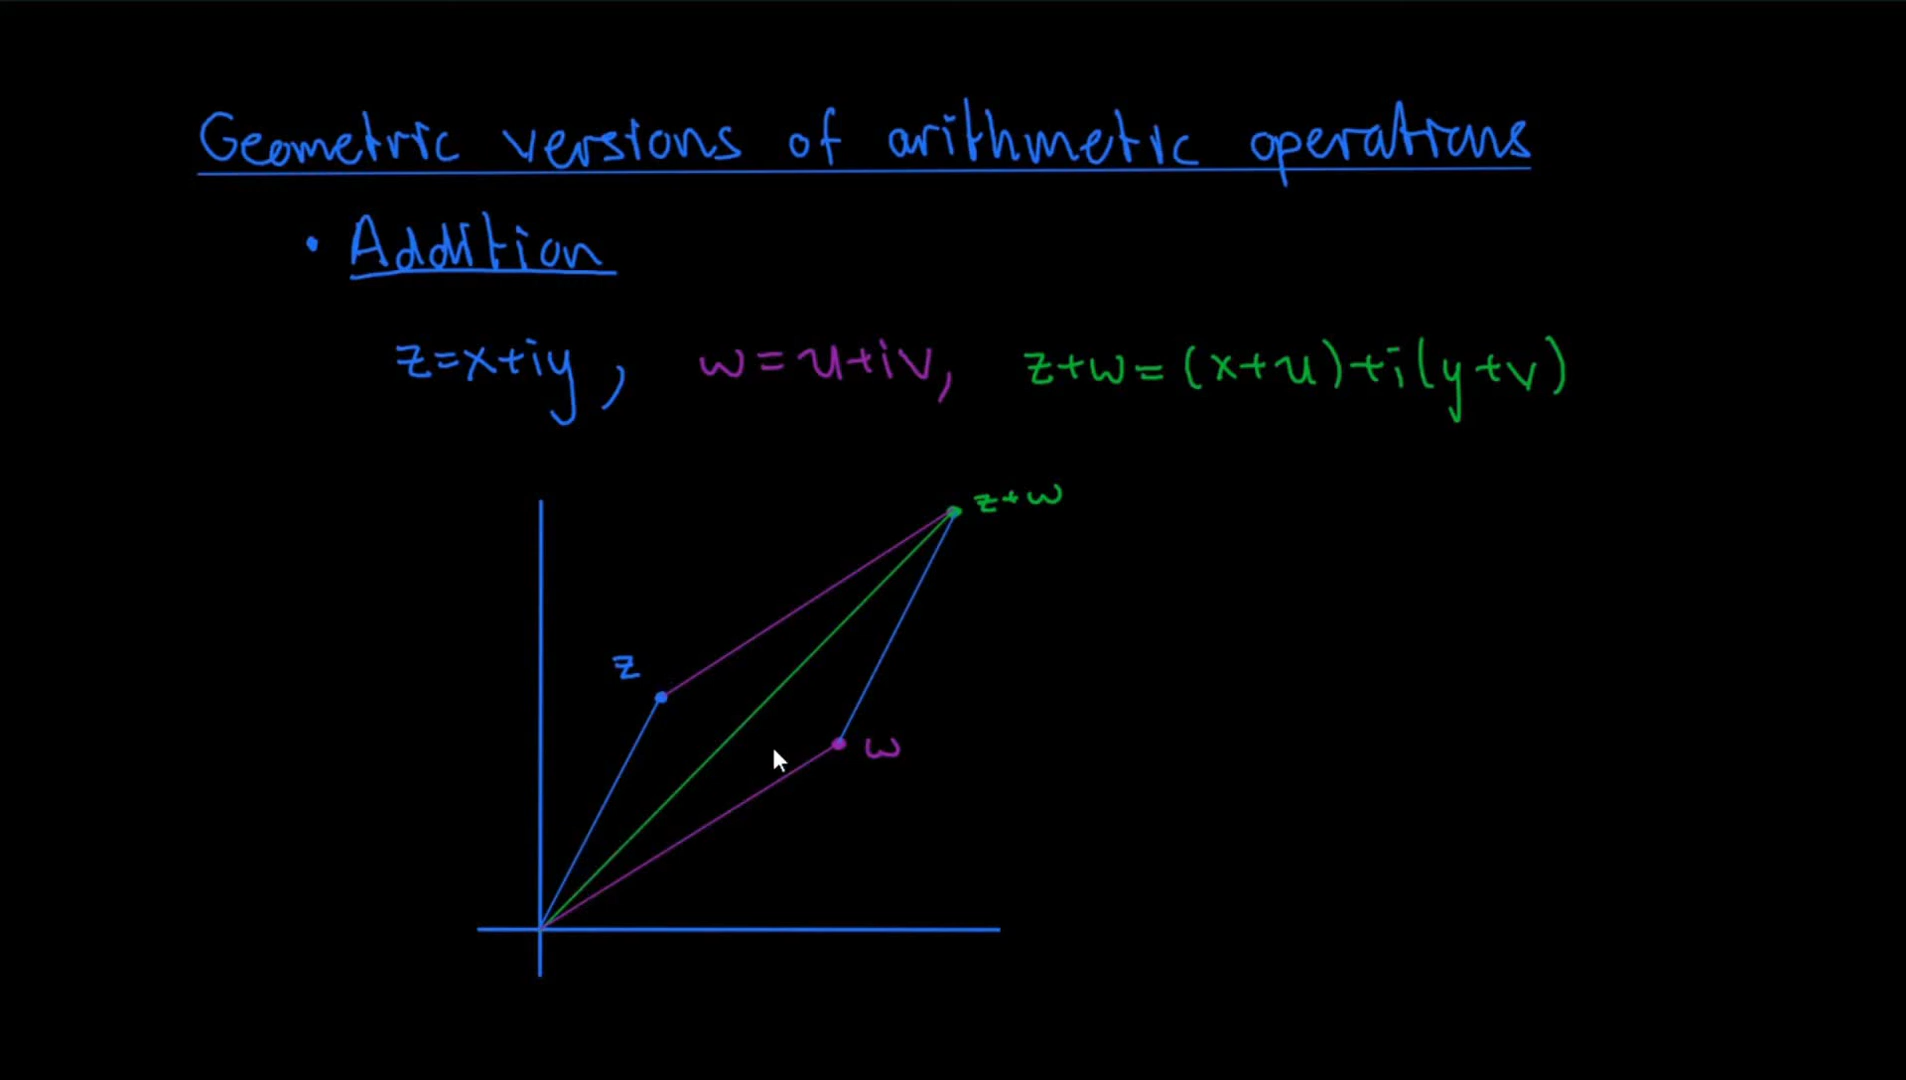 Geometric versions of arithmetic operations
• Addition
z=x+iy, w=u+iv, z+w=(x+u)+i(y+v)
z+w
z
w